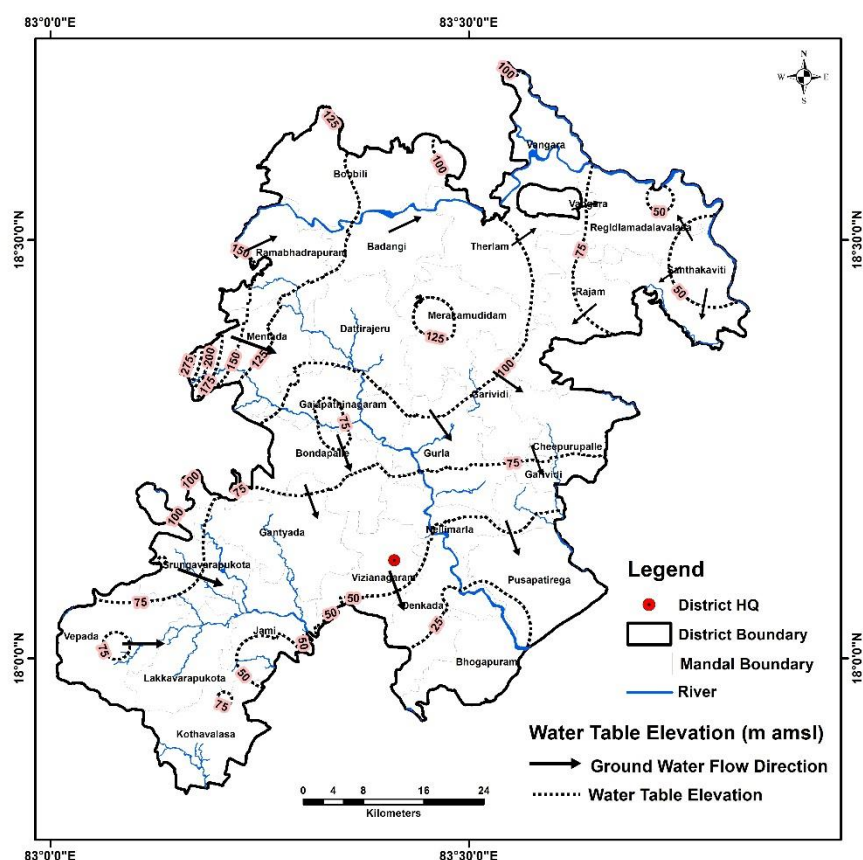 83°0'0"E
83°30'0"E
N
W
E
S
100
125
Vangara
Bobbili
100
Vangara
50
18°30'0"N
18°30'0"N
Regidiamadalavalasa
150
Ramabhadrapuram
Badangi
Therlam
75
Santhakaviti
50
Rajam
Merakamudidam
Dattirajeru
125
Mentada
275
200
175
150
125
100
Garividi
Gajapathinagaram
75
Bondapalle
Gurla
75
Cheepurupalle
Garividi
100
100
75
Gantyada
Nellimarla
Srungavarapukota
Vizianagaram
Pusapatirega
75
50
50
Denkada
25
Vepada
75
Jami
50
50
Lakkavarapukota
75
Bhogapuram
18°0'0"N
18°0'0"N
Kothavalasa
Legend
District HQ
District Boundary
Mandal Boundary
River
Water Table Elevation (m amsl)
Ground Water Flow Direction
Water Table Elevation
0 4 8 16 24
Kilometers
83°0'0"E
83°30'0"E